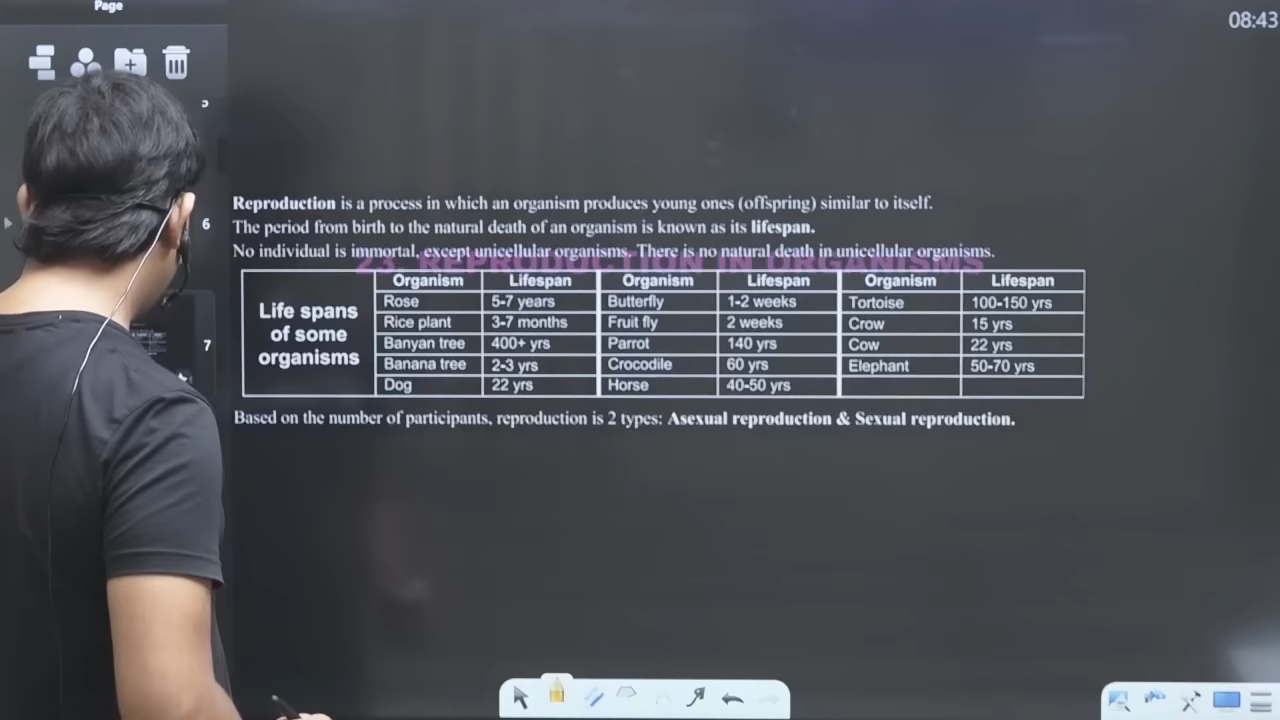 Page
08:43
5
Reproduction is a process in which an organism produces young ones (offspring) similar to itself.
6
The period from birth to the natural death of an organism is known as its lifespan.
No individual is immortal, except unicellular organisms. There is no natural death in unicellular organisms.
23. REPRODUCTION IN ORGANISMS
Life spans of some organisms
Organism Lifespan Organism Lifespan Organism Lifespan
Rose 5-7 years Butterfly 1-2 weeks Tortoise 100-150 yrs
Rice plant 3-7 months Fruit fly 2 weeks Crow 15 yrs
7
Banyan tree 400+ yrs Parrot 140 yrs Cow 22 yrs
Banana tree 2-3 yrs Crocodile 60 yrs Elephant 50-70 yrs
Dog 22 yrs Horse 40-50 yrs
Based on the number of participants, reproduction is 2 types: Asexual reproduction & Sexual reproduction.